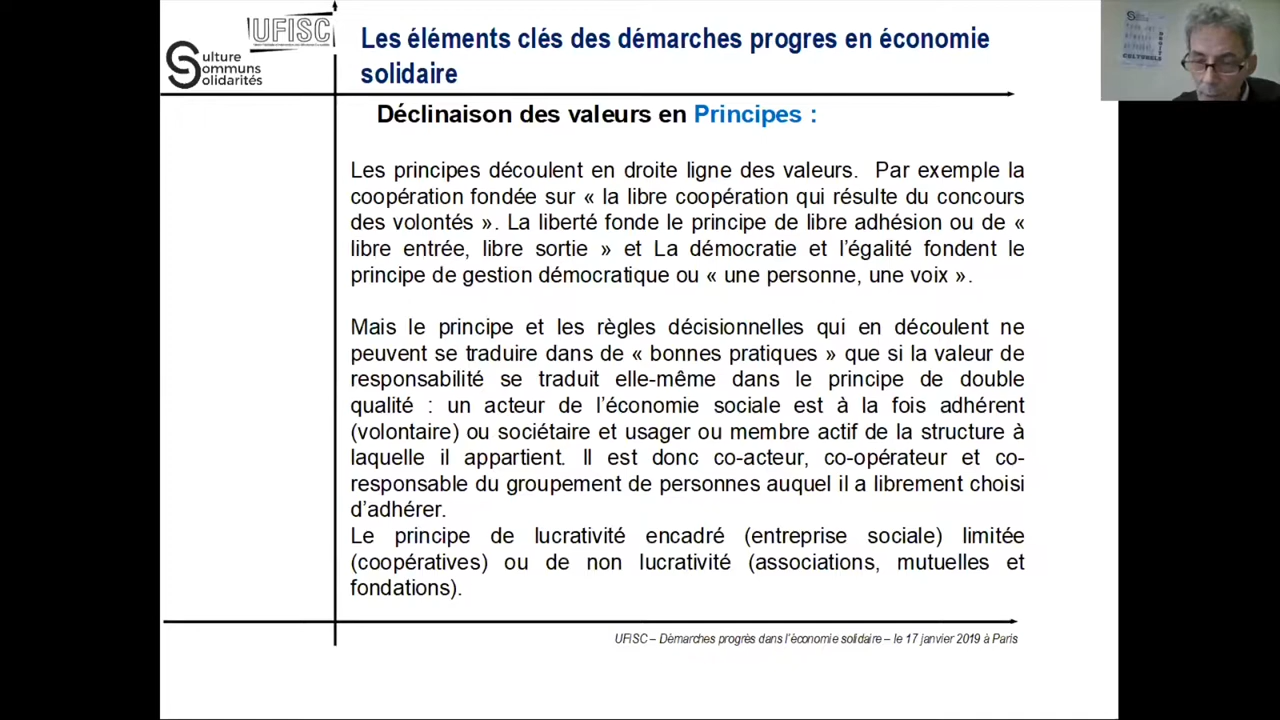 UFISC
Culture
Communs
Solidarités
Les éléments clés des démarches progres en économie
solidaire
Déclinaison des valeurs en Principes :
Les principes découlent en droite ligne des valeurs. Par exemple la
coopération fondée sur « la libre coopération qui résulte du concours
des volontés ». La liberté fonde le principe de libre adhésion ou de «
libre entrée, libre sortie » et La démocratie et l’égalité fondent le
principe de gestion démocratique ou « une personne, une voix ».
Mais le principe et les règles décisionnelles qui en découlent ne
peuvent se traduire dans de « bonnes pratiques » que si la valeur de
responsabilité se traduit elle-même dans le principe de double
qualité : un acteur de l’économie sociale est à la fois adhérent
(volontaire) ou sociétaire et usager ou membre actif de la structure à
laquelle il appartient. Il est donc co-acteur, co-opérateur et co-
responsable du groupement de personnes auquel il a librement choisi
d’adhérer.
Le principe de lucrativité encadré (entreprise sociale) limitée
(coopératives) ou de non lucrativité (associations, mutuelles et
fondations).
UFISC – Démarches progrès dans l’économie solidaire – le 17 janvier 2019 à Paris
DROITS
CULTURELS